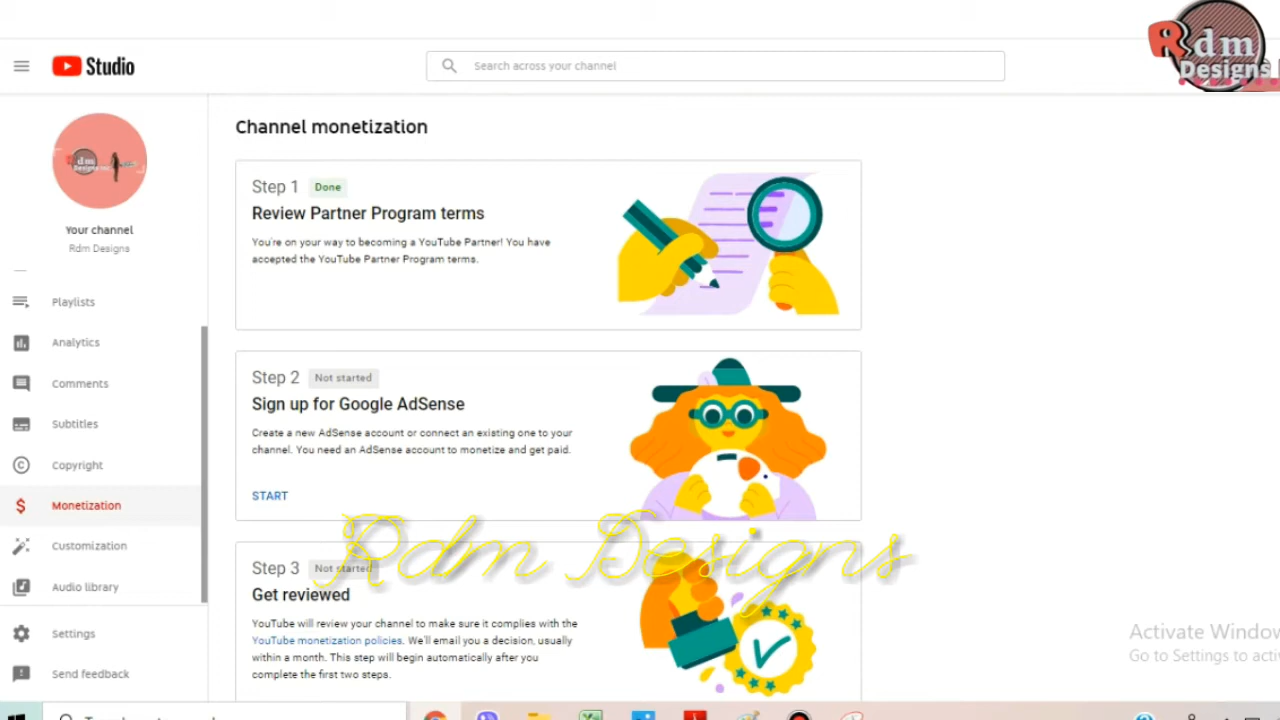 Rdm
Designs
Studio
Search across your channel
Channel monetization
Your channel
Rdm Designs
Playlists
Analytics
Comments
Subtitles
Copyright
Monetization
Customization
Audio library
Settings
Send feedback
Step 1 Done
Review Partner Program terms
You're on your way to becoming a YouTube Partner! You have
accepted the YouTube Partner Program terms.
Step 2 Not started
Sign up for Google AdSense
Create a new AdSense account or connect an existing one to your
channel. You need an AdSense account to monetize and get paid.
START
Rdm Designs
Step 3 Not started
Get reviewed
YouTube will review your channel to make sure it complies with the
YouTube monetization policies. We'll email you a decision, usually
within a month. This step will begin automatically after you
complete the first two steps.
Activate Window
Go to Settings to activ